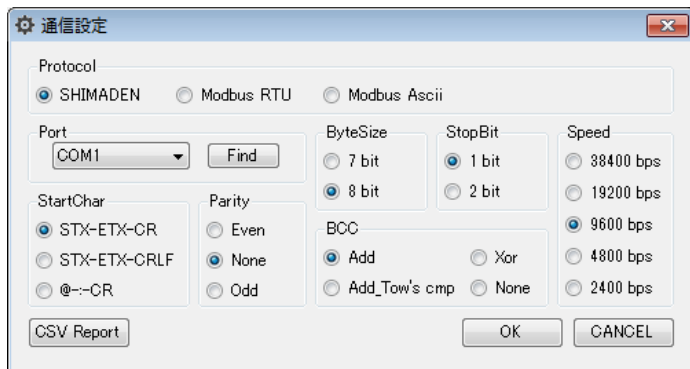 通信設定
Protocol
SHIMADEN Modbus RTU Modbus Ascii
Port
COM1 Find
ByteSize
7 bit
8 bit
StopBit
1 bit
2 bit
Speed
38400 bps
19200 bps
9600 bps
4800 bps
2400 bps
StartChar
STX-ETX-CR
STX-ETX-CRLF
@-:-CR
Parity
Even
None
Odd
BCC
Add Xor
Add_Tow's cmp None
CSV Report OK CANCEL